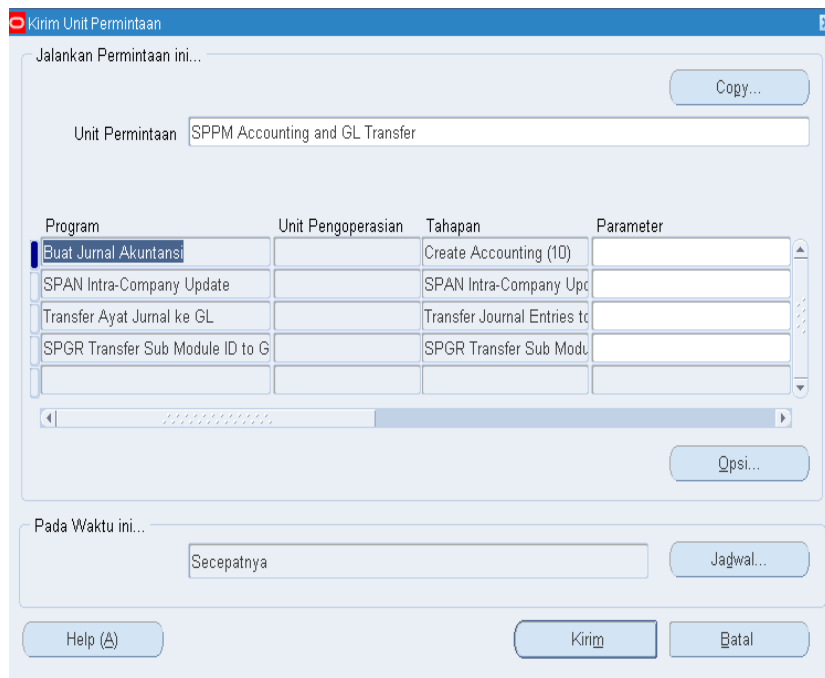 Kirim Unit Permintaan
Jalankan Permintaan ini...
Copy...
Unit Permintaan SPPM Accounting and GL Transfer
Program Unit Pengoperasian Tahapan Parameter
Buat Jurnal Akuntansi Create Accounting (10)
SPAN Intra-Company Update SPAN Intra-Company Upd
Transfer Ayat Jurnal ke GL Transfer Journal Entries to
SPGR Transfer Sub Module ID to G SPGR Transfer Sub Modu
Opsi...
Pada Waktu ini...
Secepatnya Jadwal...
Help (A) Kirim Batal